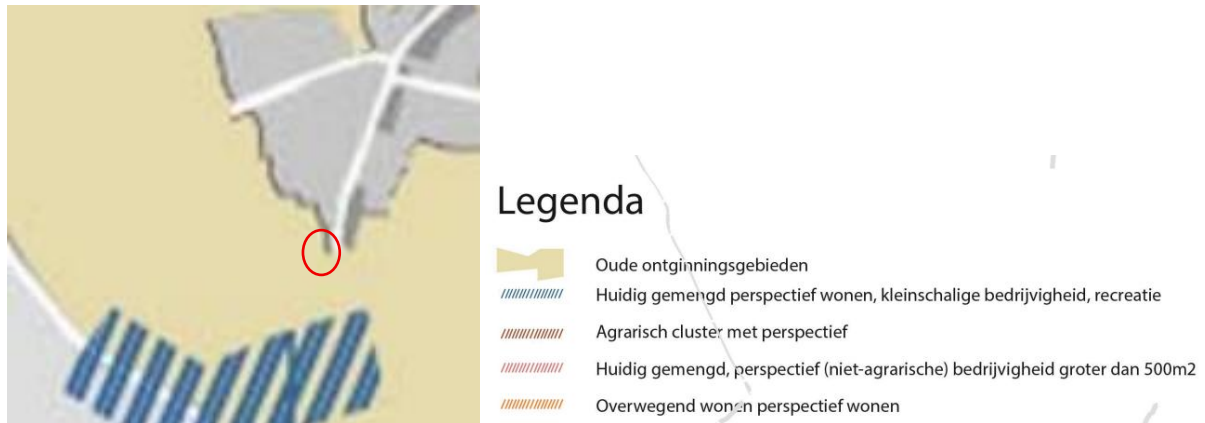 Legenda
Oude ontginningsgebieden
Huidig gemengd perspectief wonen, kleinschalige bedrijvigheid, recreatie
Agrarisch cluster met perspectief
Huidig gemengd, perspectief (niet-agrarische) bedrijvigheid groter dan 500m2
Overwegend wonen perspectief wonen